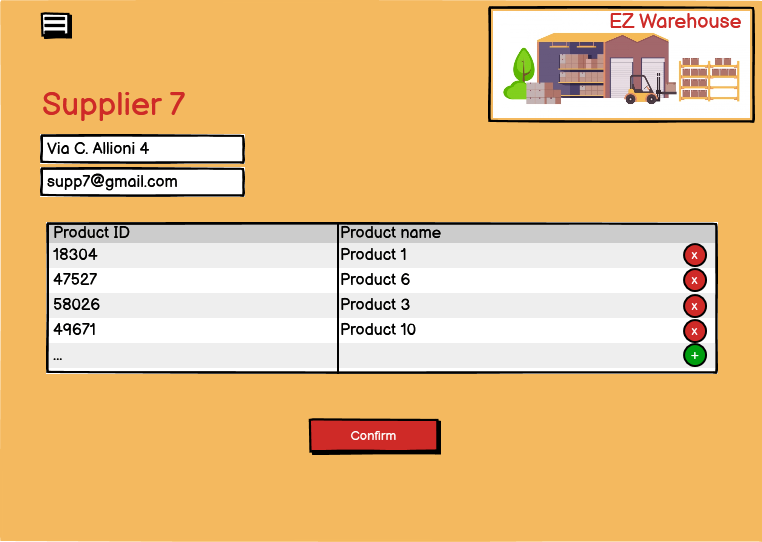 EZ Warehouse
Supplier 7
Via C. Allioni 4
supp7@gmail.com
Product ID Product name
18304 Product 1 x
47527 Product 6 x
58026 Product 3 x
49671 Product 10 x
... +
Confirm